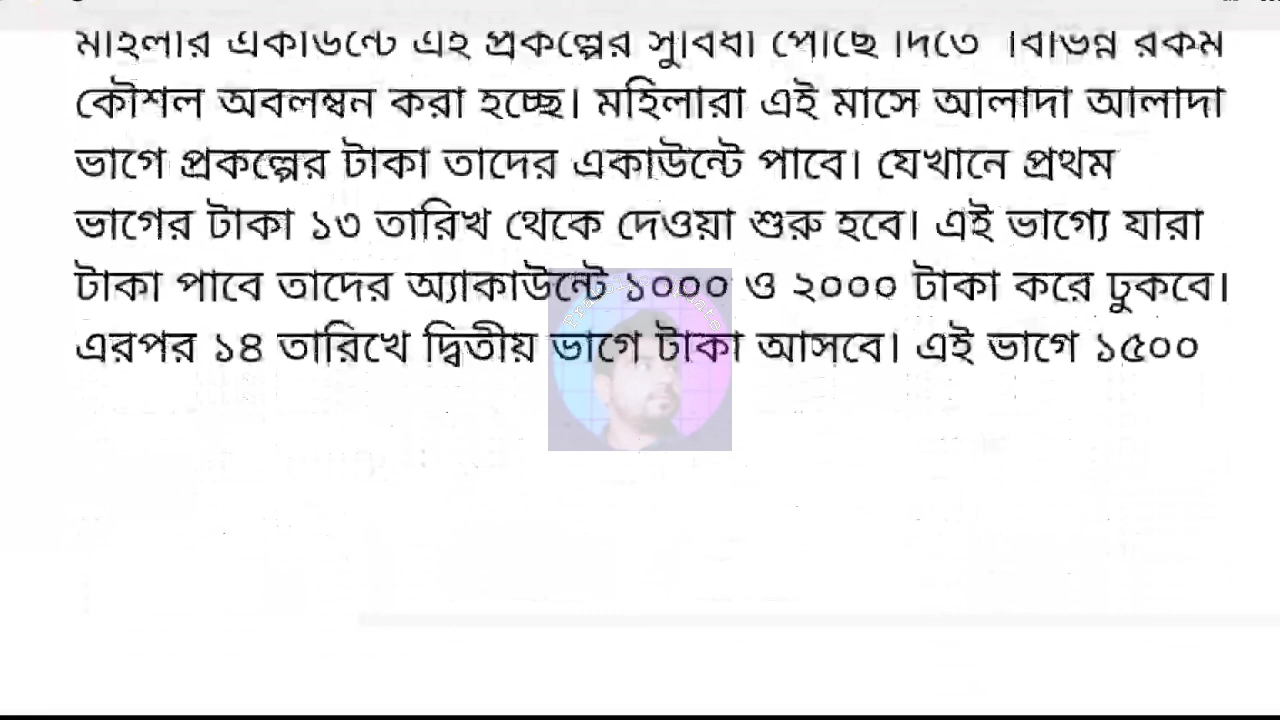 মহিলার একাউন্টে এই প্রকল্পের সুবিধা পৌছে দিতে বিভিন্ন রকম
কৌশল অবলম্বন করা হচ্ছে। মহিলারা এই মাসে আলাদা আলাদা
ভাগে প্রকল্পের টাকা তাদের একাউন্টে পাবে। যেখানে প্রথম
ভাগের টাকা ১৩ তারিখ থেকে দেওয়া শুরু হবে। এই ভাগ্যে যারা
টাকা পাবে তাদের অ্যাকাউন্টে ১০০০ ও ২০০০ টাকা করে ঢুকবে।
এরপর ১৪ তারিখে দ্বিতীয় ভাগে টাকা আসবে। এই ভাগে ১৫০০